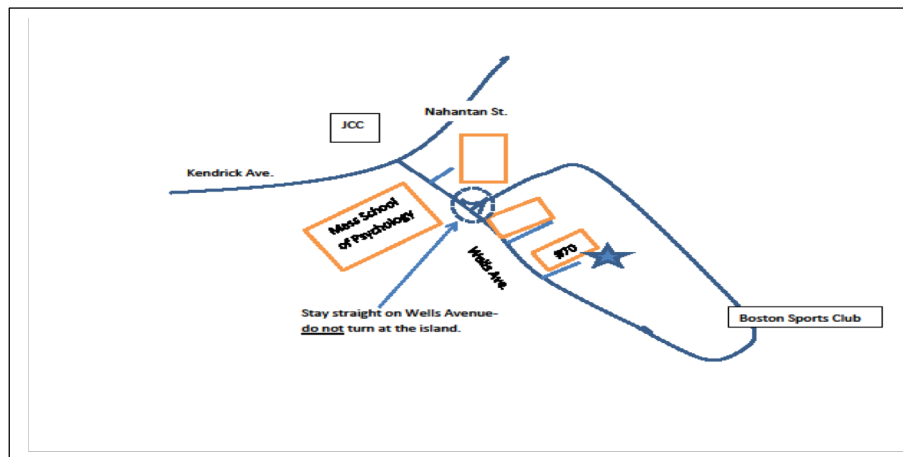 Nahantan St.
JCC
Kendrick Ave.
Mass School
of Psychology
#70
Wells Ave.
Stay straight on Wells Avenue-
do not turn at the island.
Boston Sports Club